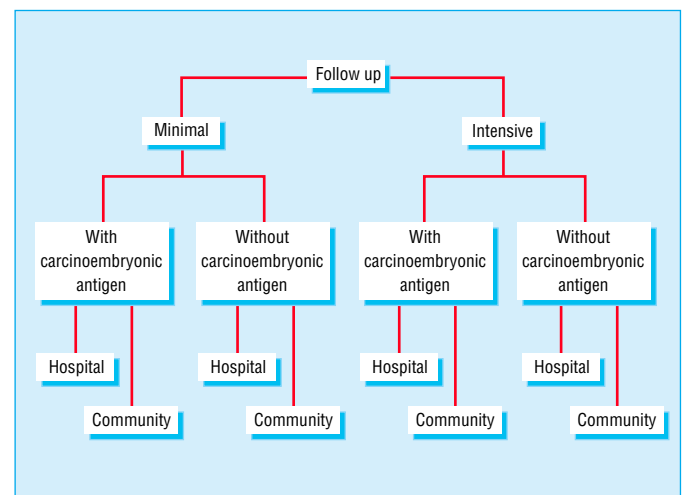 Follow up
Minimal
Intensive
With
carcinoembryonic
antigen
Without
carcinoembryonic
antigen
With
carcinoembryonic
antigen
Without
carcinoembryonic
antigen
Hospital
Hospital
Hospital
Hospital
Community
Community
Community
Community